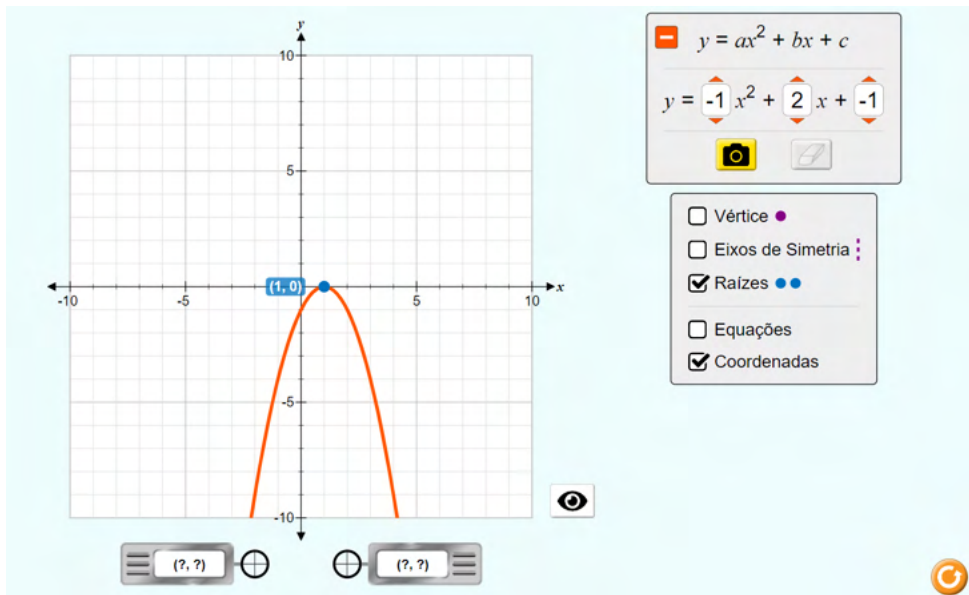 y
10
5
(1, 0)
-10
-5
5
10
x
-5
-10
(?, ?)
(?, ?)
y = ax² + bx + c
y = -1 x² + 2 x + -1
Vértice
Eixos de Simetria
Raízes
Equações
Coordenadas